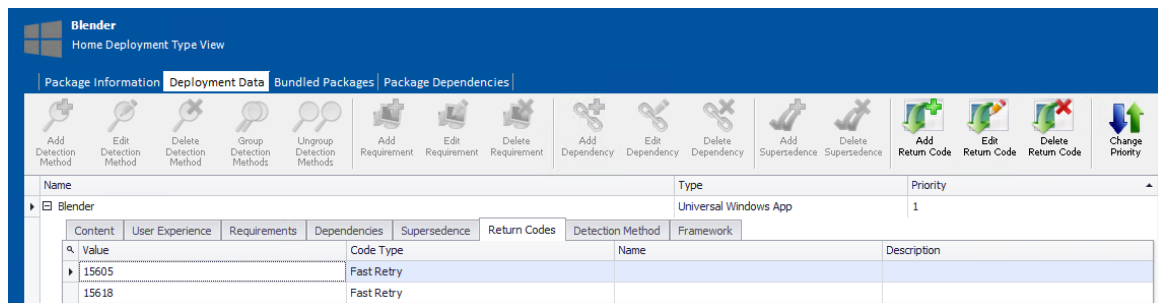 Blender
Home Deployment Type View
Package Information Deployment Data Bundled Packages Package Dependencies
Add Detection Method Edit Detection Method Delete Detection Method Group Detection Methods Ungroup Detection Methods Add Requirement Edit Requirement Delete Requirement Add Dependency Edit Dependency Delete Dependency Add Supersedence Delete Supersedence Add Return Code Edit Return Code Delete Return Code Change Priority
Name Type Priority
Blender Universal Windows App 1
Content User Experience Requirements Dependencies Supersedence Return Codes Detection Method Framework
Value Code Type Name Description
15605 Fast Retry
15618 Fast Retry